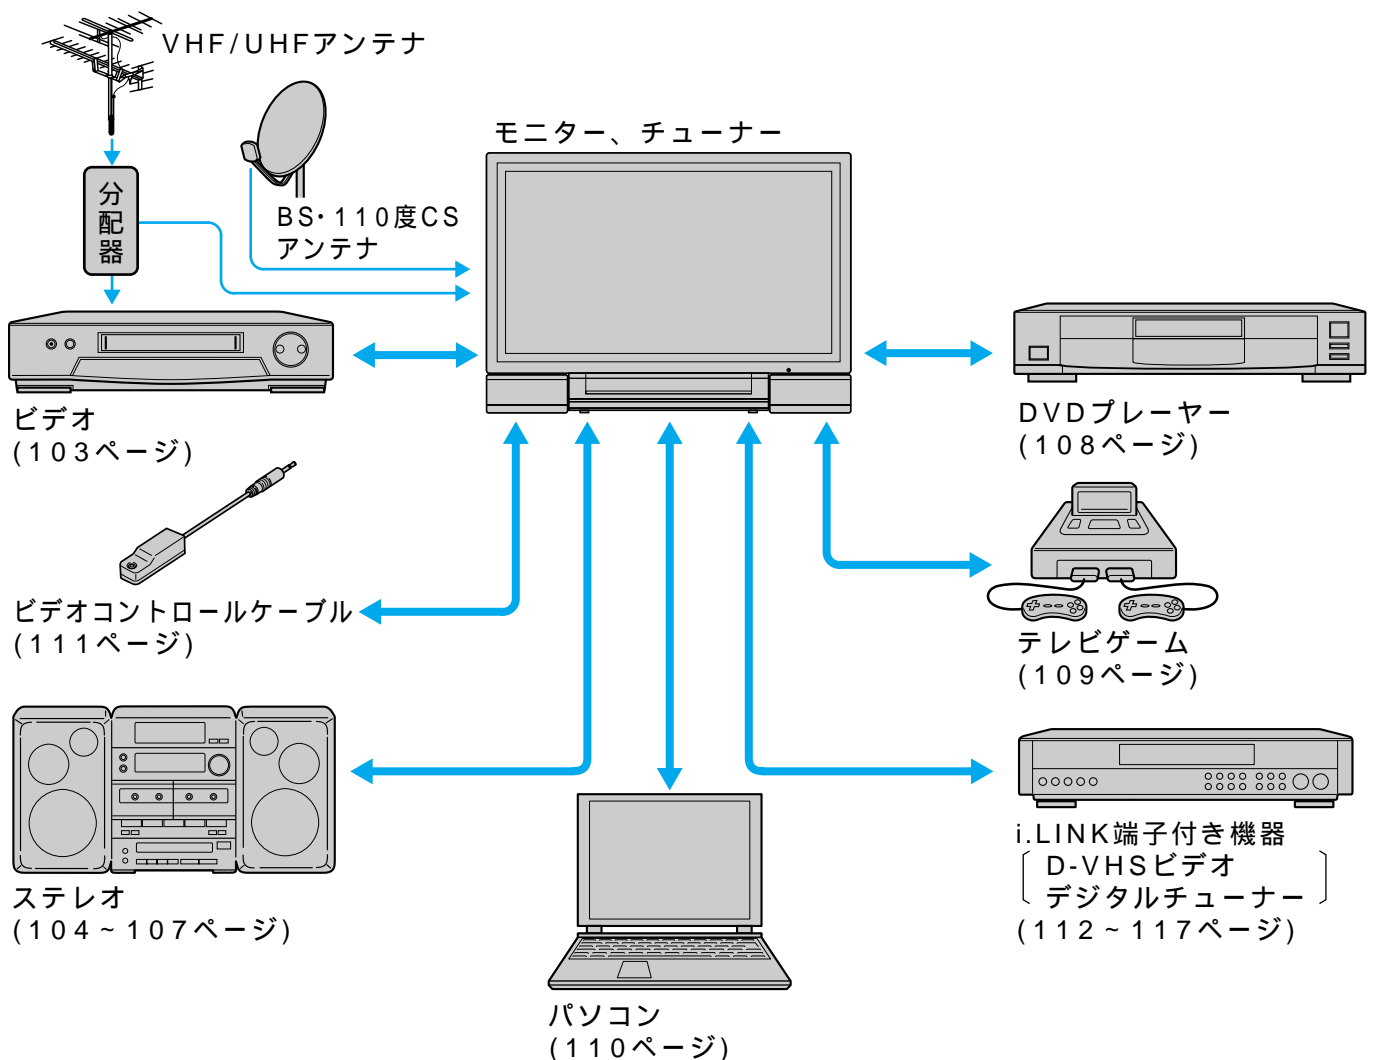 VHF/UHFアンテナ
分配器
BS・110度CS
アンテナ
モニター、チューナー
ビデオ
(103ページ)
DVDプレーヤー
(108ページ)
ビデオコントロールケーブル
(111ページ)
テレビゲーム
(109ページ)
ステレオ
(104~107ページ)
i.LINK端子付き機器
D-VHSビデオ
デジタルチューナー
(112~117ページ)
パソコン
(110ページ)